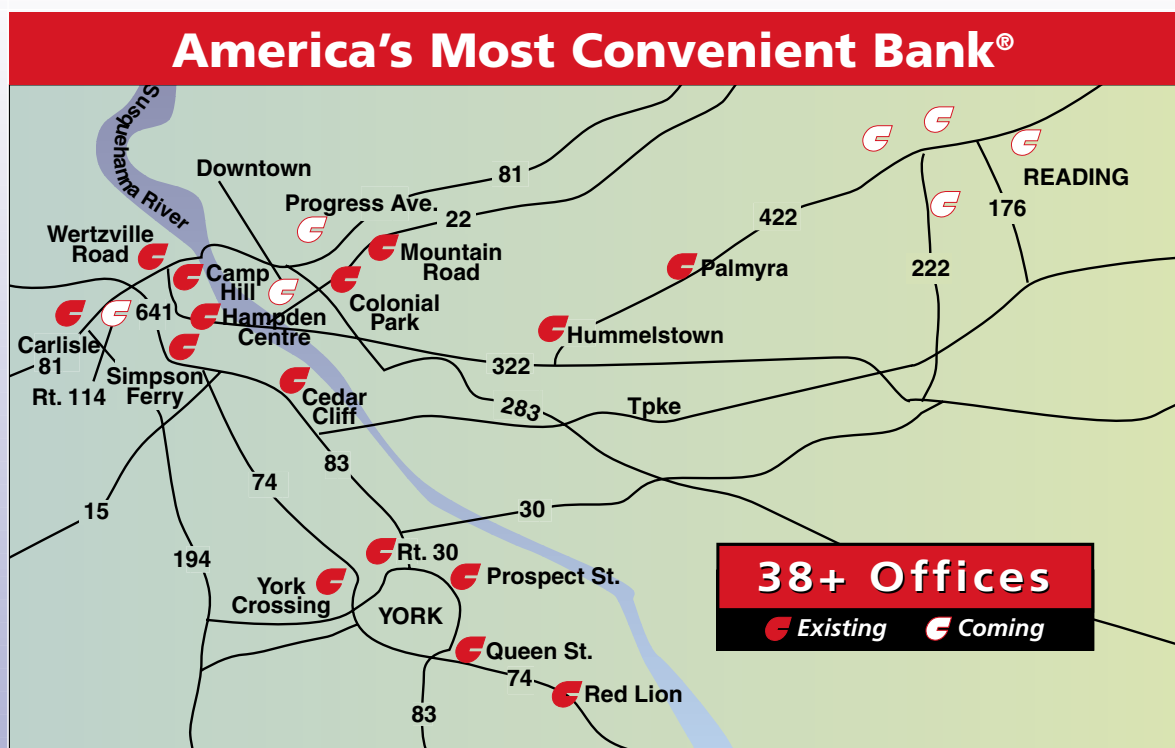 America's Most Convenient Bank®
Susquehanna River
Downtown
81
Progress Ave.
22
READING
176
422
222
Wertzville
Road
Mountain
Road
Camp
Hill
Palmyra
Colonial
Park
641
Hampden
Centre
Hummelstown
Carlisle
81
322
Simpson
Ferry
Rt. 114
Cedar
Cliff
283
Tpke
83
74
15
30
194
Rt. 30
York
Crossing
Prospect St.
YORK
Queen St.
74
Red Lion
83
38+ Offices
Existing
Coming